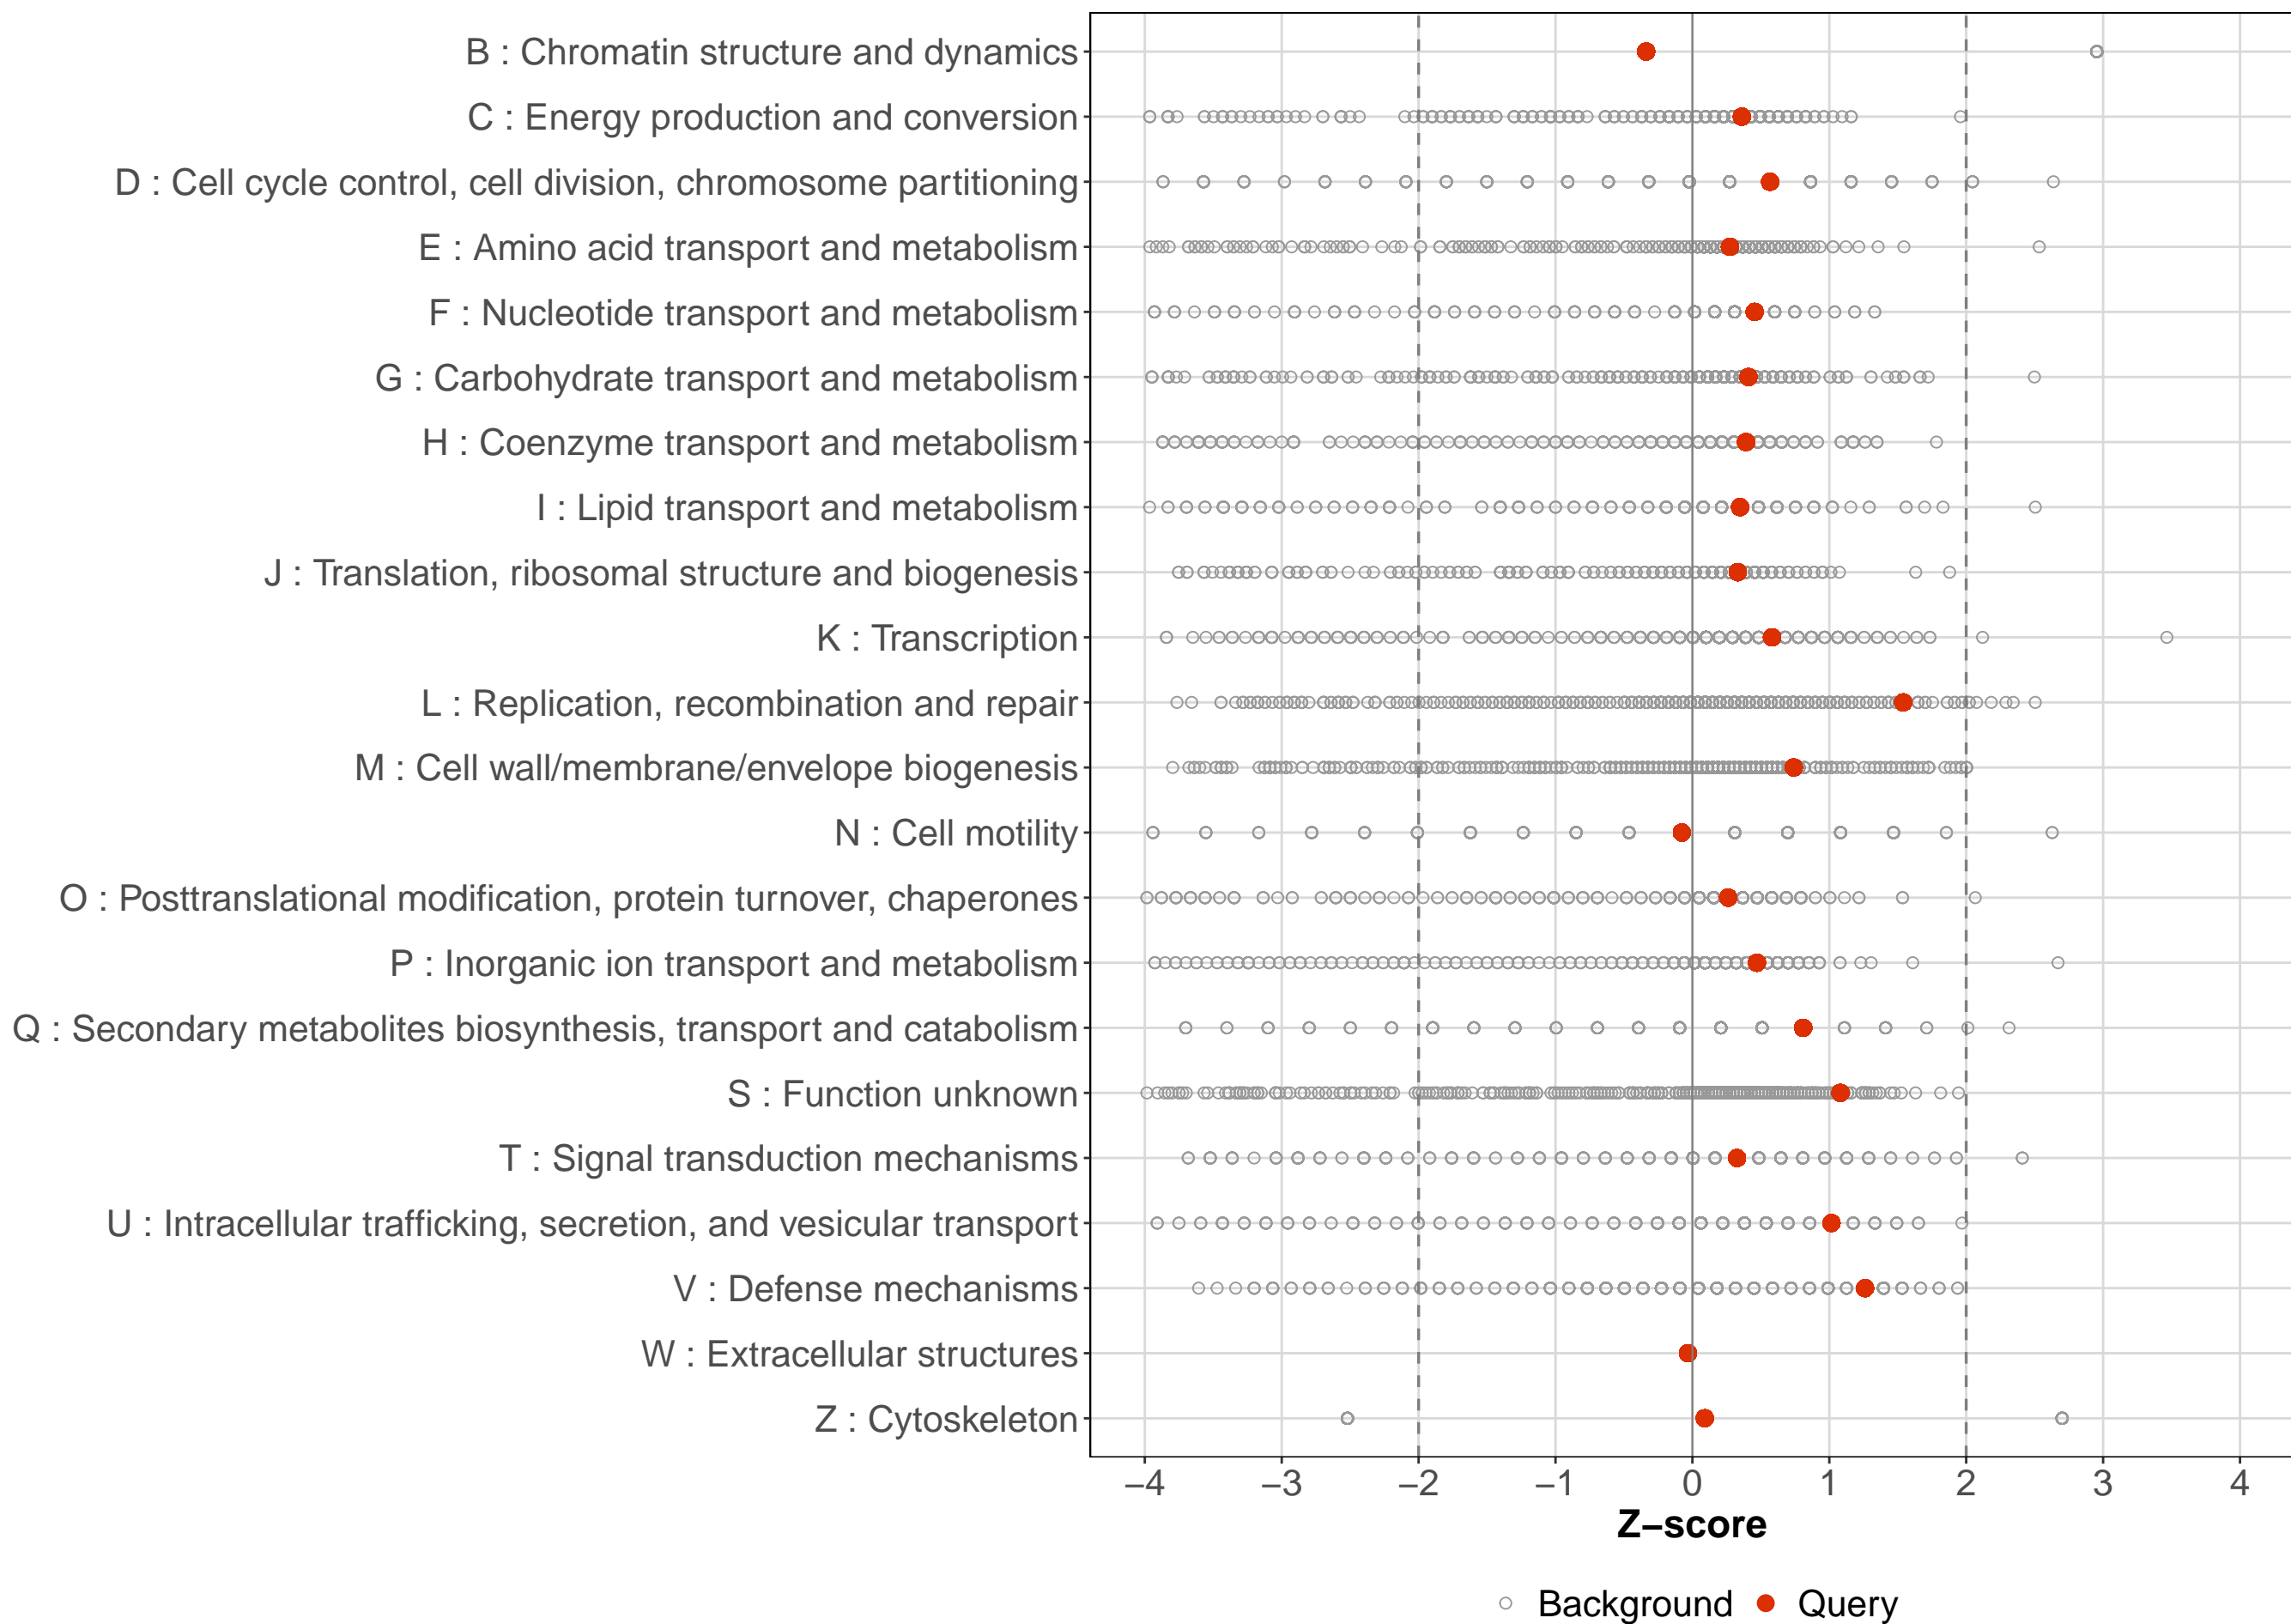 B : Chromatin structure and dynamics
C : Energy production and conversion
D : Cell cycle control, cell division, chromosome partitioning
E : Amino acid transport and metabolism
F : Nucleotide transport and metabolism
G : Carbohydrate transport and metabolism
H : Coenzyme transport and metabolism
I : Lipid transport and metabolism
J : Translation, ribosomal structure and biogenesis
K : Transcription
L : Replication, recombination and repair
M : Cell wall/membrane/envelope biogenesis
N : Cell motility
O : Posttranslational modification, protein turnover, chaperones
P : Inorganic ion transport and metabolism
Q : Secondary metabolites biosynthesis, transport and catabolism
S : Function unknown
T : Signal transduction mechanisms
U : Intracellular trafficking, secretion, and vesicular transport
V : Defense mechanisms
W : Extracellular structures
Z : Cytoskeleton
−4 −3 −2 −1 0 1 2 3 4
Z−score
Background Query